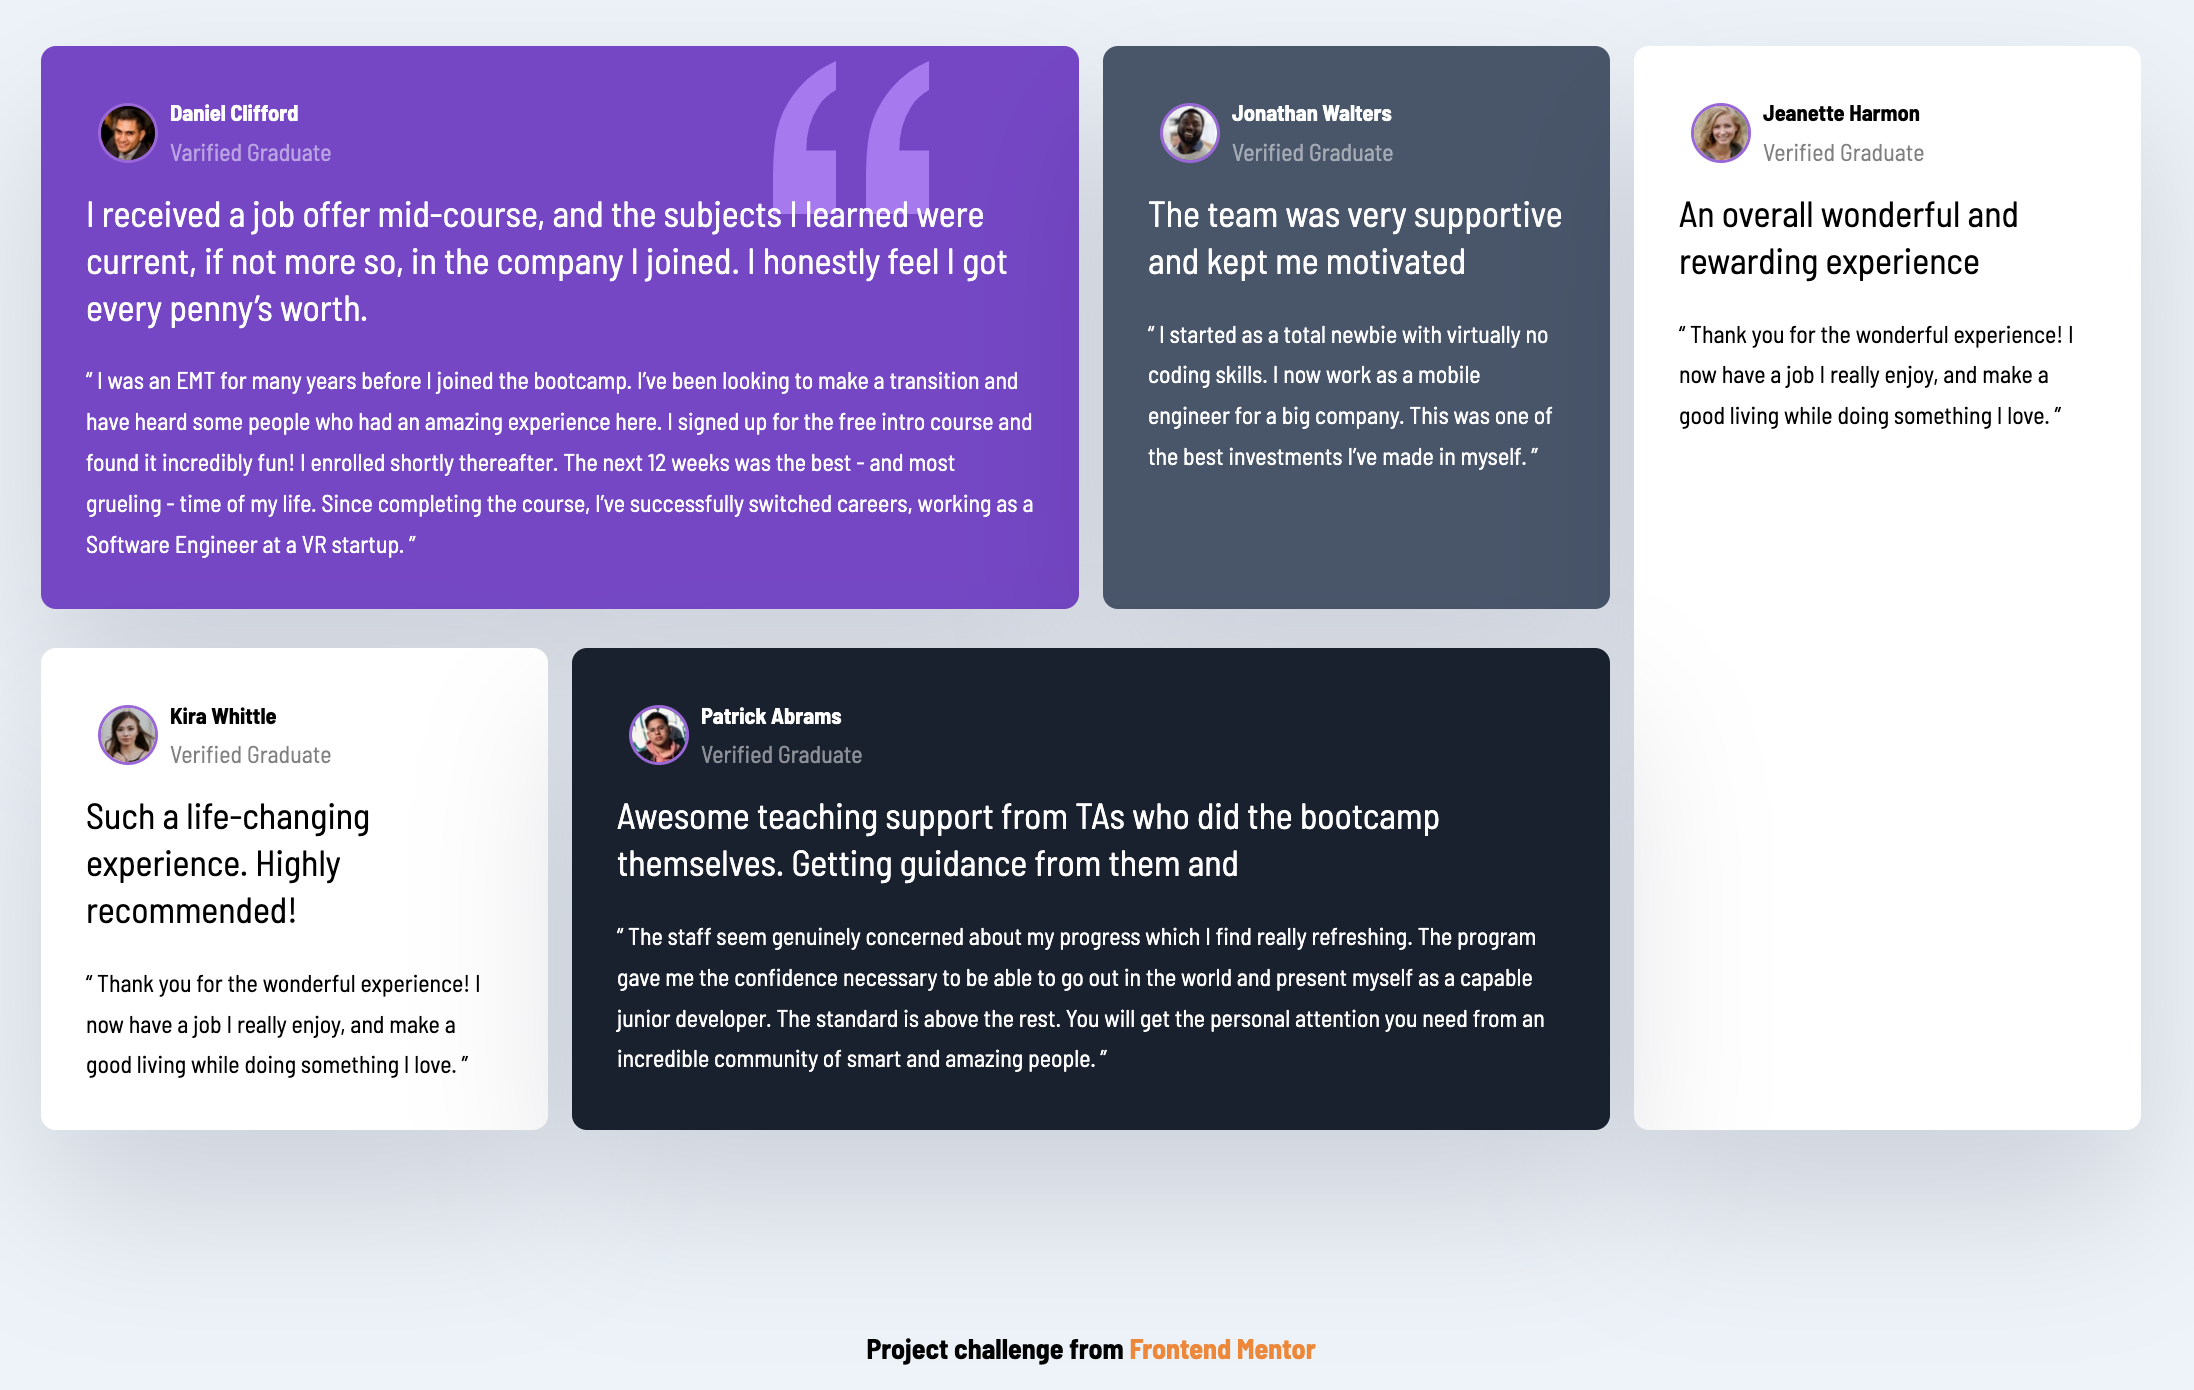 Daniel Clifford
Varified Graduate
I received a job offer mid-course, and the subjects I learned were
current, if not more so, in the company I joined. I honestly feel I got
every penny’s worth.
“ I was an EMT for many years before I joined the bootcamp. I’ve been looking to make a transition and
have heard some people who had an amazing experience here. I signed up for the free intro course and
found it incredibly fun! I enrolled shortly thereafter. The next 12 weeks was the best - and most
grueling - time of my life. Since completing the course, I’ve successfully switched careers, working as a
Software Engineer at a VR startup. ”
Jonathan Walters
Verified Graduate
The team was very supportive
and kept me motivated
“ I started as a total newbie with virtually no
coding skills. I now work as a mobile
engineer for a big company. This was one of
the best investments I’ve made in myself. ”
Jeanette Harmon
Verified Graduate
An overall wonderful and
rewarding experience
“ Thank you for the wonderful experience! I
now have a job I really enjoy, and make a
good living while doing something I love. ”
Kira Whittle
Verified Graduate
Such a life-changing
experience. Highly
recommended!
“ Thank you for the wonderful experience! I
now have a job I really enjoy, and make a
good living while doing something I love. ”
Patrick Abrams
Verified Graduate
Awesome teaching support from TAs who did the bootcamp
themselves. Getting guidance from them and
“ The staff seem genuinely concerned about my progress which I find really refreshing. The program
gave me the confidence necessary to be able to go out in the world and present myself as a capable
junior developer. The standard is above the rest. You will get the personal attention you need from an
incredible community of smart and amazing people. ”
Project challenge from Frontend Mentor